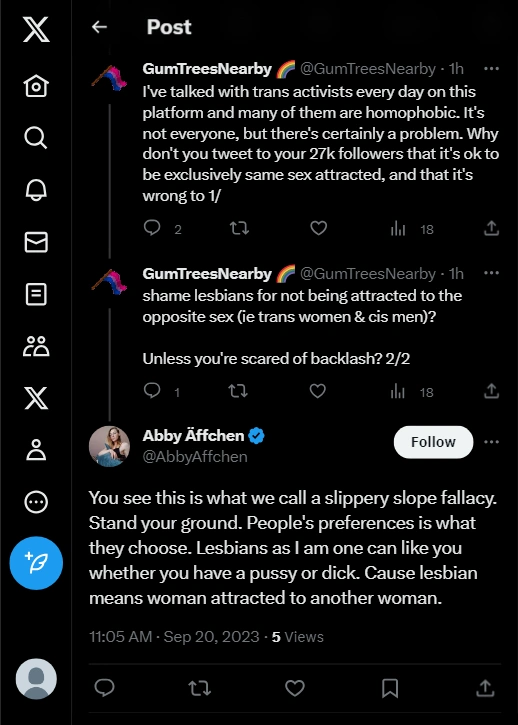 Post
GumTreesNearby 🌈 @GumTreesNearby · 1h
I've talked with trans activists every day on this
platform and many of them are homophobic. It's
not everyone, but there's certainly a problem. Why
don't you tweet to your 27k followers that it's ok to
be exclusively same sex attracted, and that it's
wrong to 1/
2 18
GumTreesNearby 🌈 @GumTreesNearby · 1h
shame lesbians for not being attracted to the
opposite sex (ie trans women & cis men)?
Unless you're scared of backlash? 2/2
1 18
Abby Äffchen
Follow
@AbbyAffchen
You see this is what we call a slippery slope fallacy.
Stand your ground. People's preferences is what
they choose. Lesbians as I am one can like you
whether you have a pussy or dick. Cause lesbian
means woman attracted to another woman.
11:05 AM · Sep 20, 2023 · 5 Views